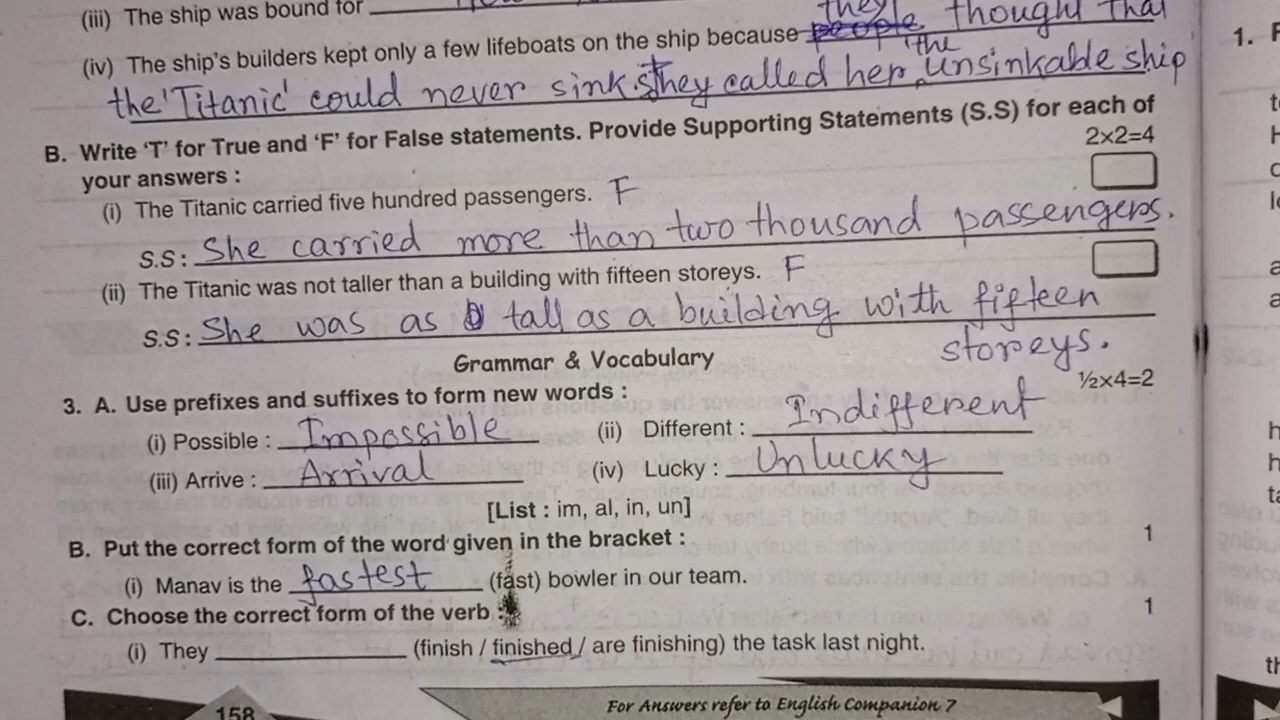 (iii) The ship was bound for
they thought that
(iv) The ship's builders kept only a few lifeboats on the ship because people
the 'Titanic' could never sink. They called her 'the unsinkable ship'
B. Write 'T' for True and 'F' for False statements. Provide Supporting Statements (S.S) for each of
your answers : 2×2=4
(i) The Titanic carried five hundred passengers. F
S.S : She carried more than two thousand passengers.
(ii) The Titanic was not taller than a building with fifteen storeys. F
S.S : She was as tall as a building with fifteen
storeys.
Grammar & Vocabulary
3. A. Use prefixes and suffixes to form new words : ½×4=2
(i) Possible : Impossible (ii) Different : Indifferent
(iii) Arrive : Arrival (iv) Lucky : Unlucky
[List : im, al, in, un]
B. Put the correct form of the word given in the bracket : 1
(i) Manav is the fastest (fast) bowler in our team.
C. Choose the correct form of the verb : 1
(i) They (finish / finished / are finishing) the task last night.
158
For Answers refer to English Companion 7
1.